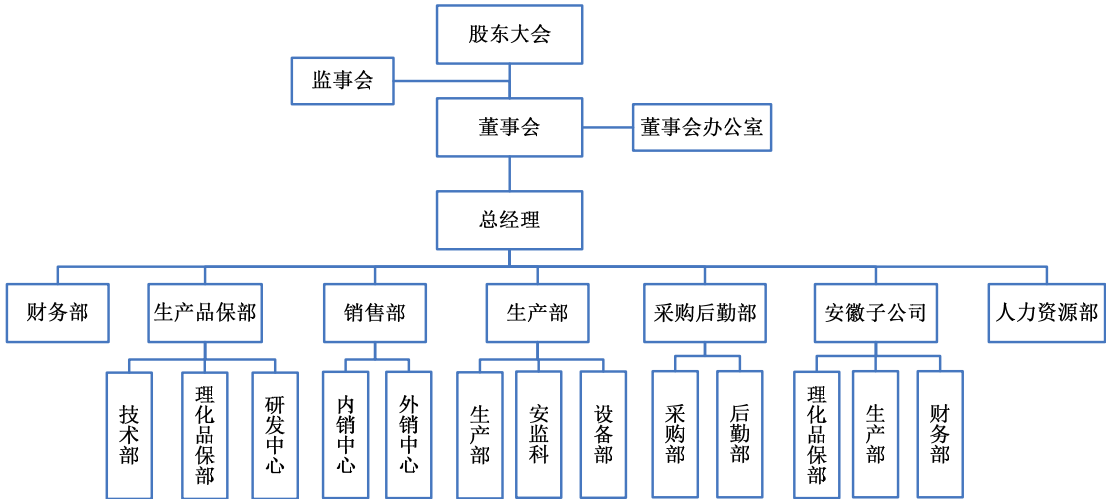 股东大会
监事会
董事会
董事会办公室
总经理
财务部
生产品保部
销售部
生产部
采购后勤部
安徽子公司
人力资源部
技术部
理化品保部
研发中心
内销中心
外销中心
生产部
安监科
设备部
采购部
后勤部
理化品保部
生产部
财务部